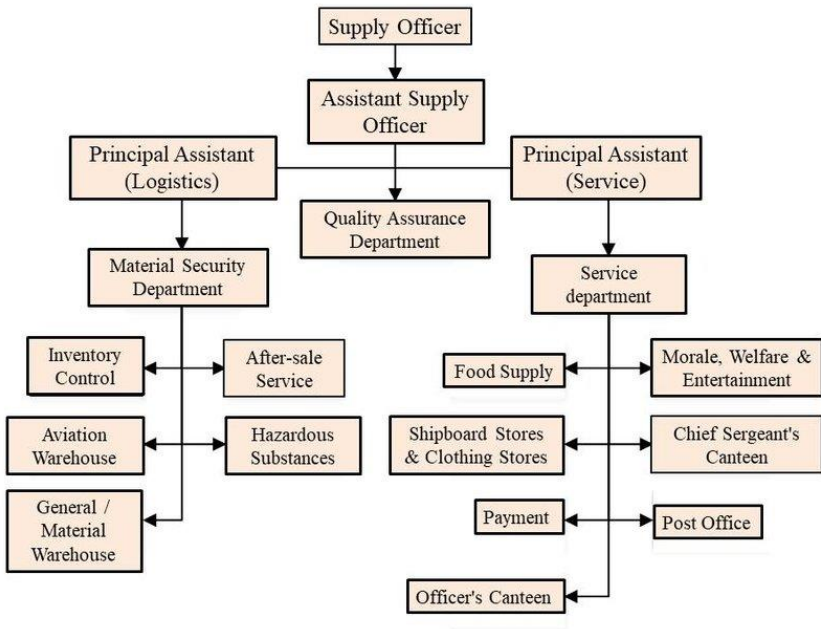 Supply Officer
Assistant Supply
Officer
Principal Assistant
(Logistics)
Principal Assistant
(Service)
Quality Assurance
Department
Material Security
Department
Service
department
Inventory
Control
After-sale
Service
Food Supply
Morale, Welfare &
Entertainment
Aviation
Warehouse
Hazardous
Substances
Shipboard Stores
& Clothing Stores
Chief Sergeant's
Canteen
General /
Material
Warehouse
Payment
Post Office
Officer's Canteen